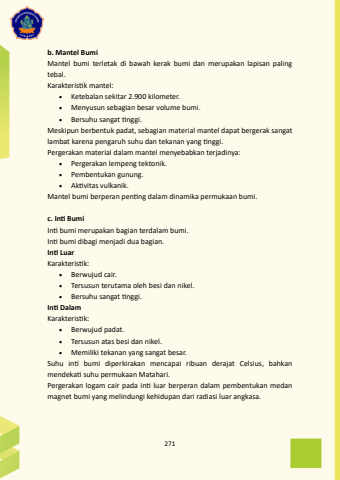 b. Mantel Bumi
Mantel bumi terletak di bawah kerak bumi dan merupakan lapisan paling
tebal.
Karakteristik mantel:
• Ketebalan sekitar 2.900 kilometer.
• Menyusun sebagian besar volume bumi.
• Bersuhu sangat tinggi.
Meskipun berbentuk padat, sebagian material mantel dapat bergerak sangat
lambat karena pengaruh suhu dan tekanan yang tinggi.
Pergerakan material dalam mantel menyebabkan terjadinya:
• Pergerakan lempeng tektonik.
• Pembentukan gunung.
• Aktivitas vulkanik.
Mantel bumi berperan penting dalam dinamika permukaan bumi.
c. Inti Bumi
Inti bumi merupakan bagian terdalam bumi.
Inti bumi dibagi menjadi dua bagian.
Inti Luar
Karakteristik:
• Berwujud cair.
• Tersusun terutama oleh besi dan nikel.
• Bersuhu sangat tinggi.
Inti Dalam
Karakteristik:
• Berwujud padat.
• Tersusun atas besi dan nikel.
• Memiliki tekanan yang sangat besar.
Suhu inti bumi diperkirakan mencapai ribuan derajat Celsius, bahkan
mendekati suhu permukaan Matahari.
Pergerakan logam cair pada inti luar berperan dalam pembentukan medan
magnet bumi yang melindungi kehidupan dari radiasi luar angkasa.
271